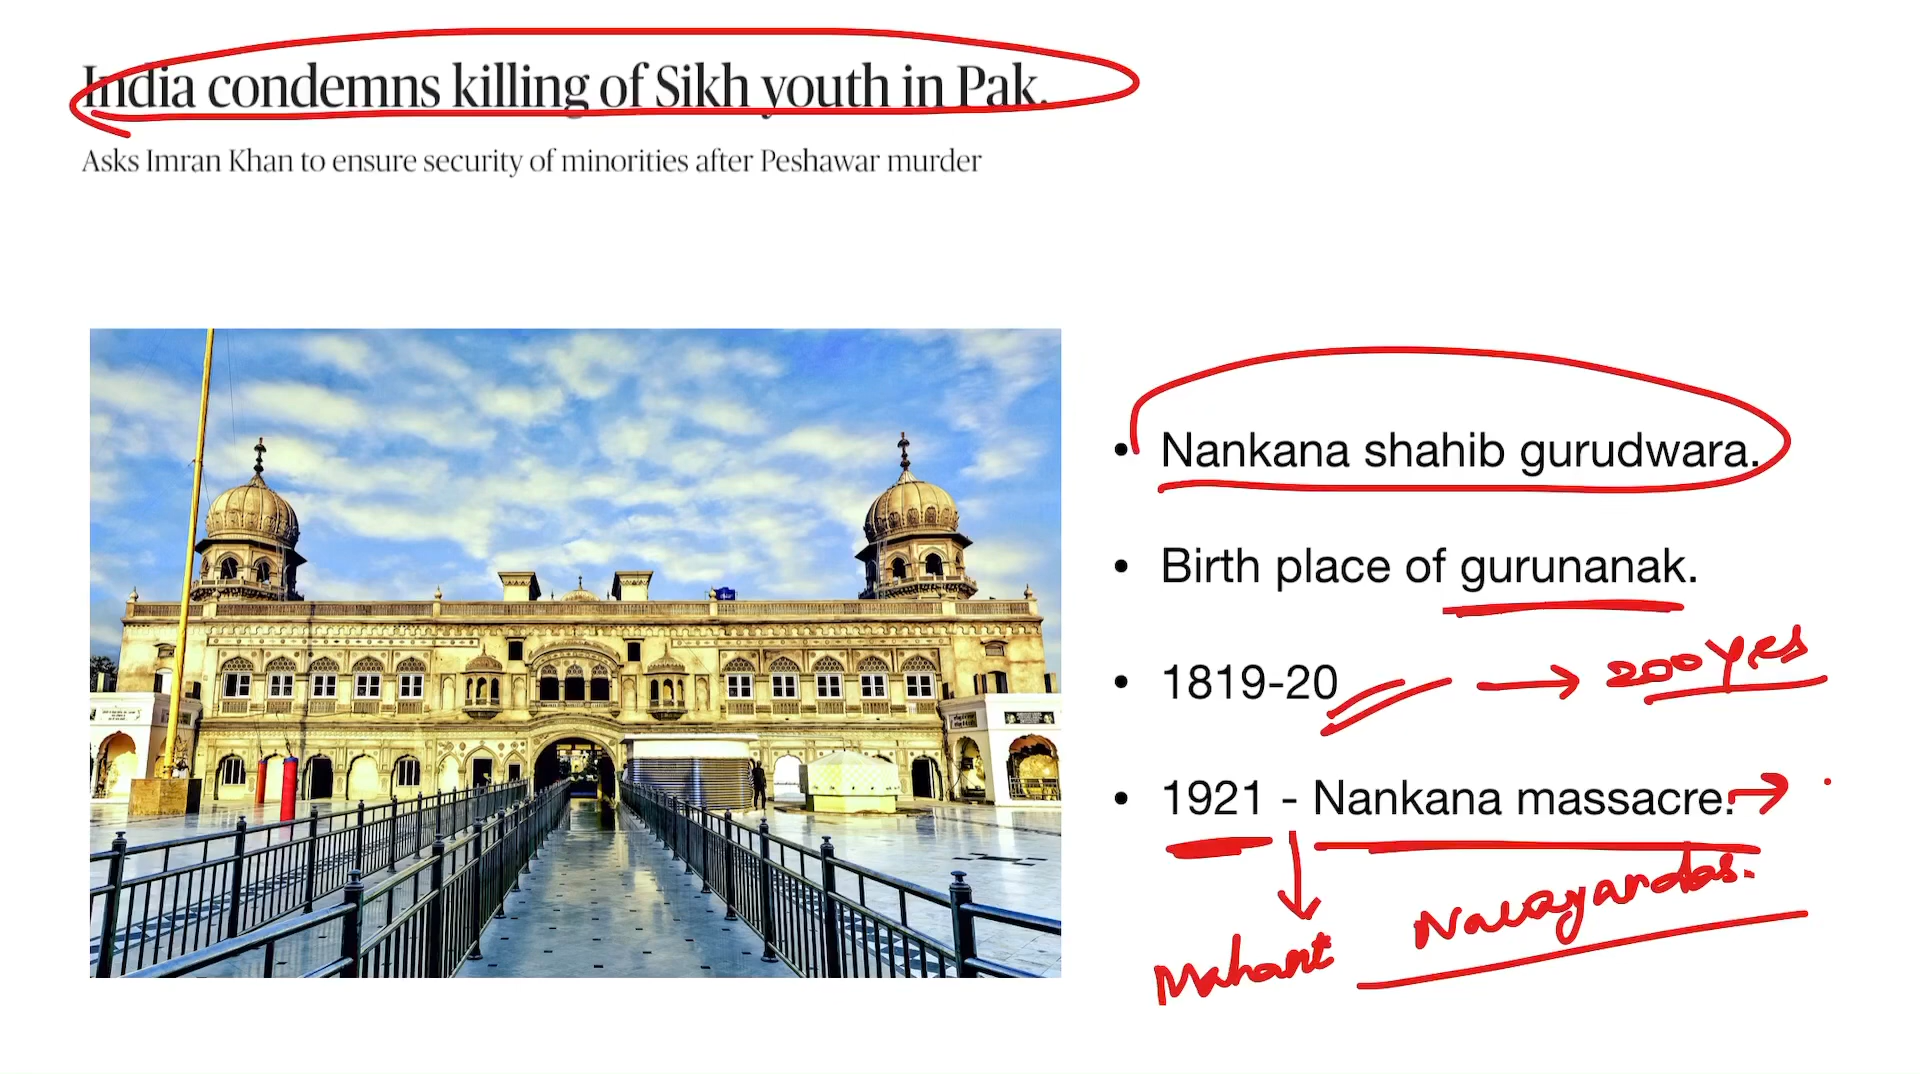 India condemns killing of Sikh youth in Pak.
Asks Imran Khan to ensure security of minorities after Peshawar murder
• Nankana shahib gurudwara.
• Birth place of gurunanak.
• 1819-20 → 200 yrs
• 1921 - Nankana massacre. →
Mahant Narayandas.